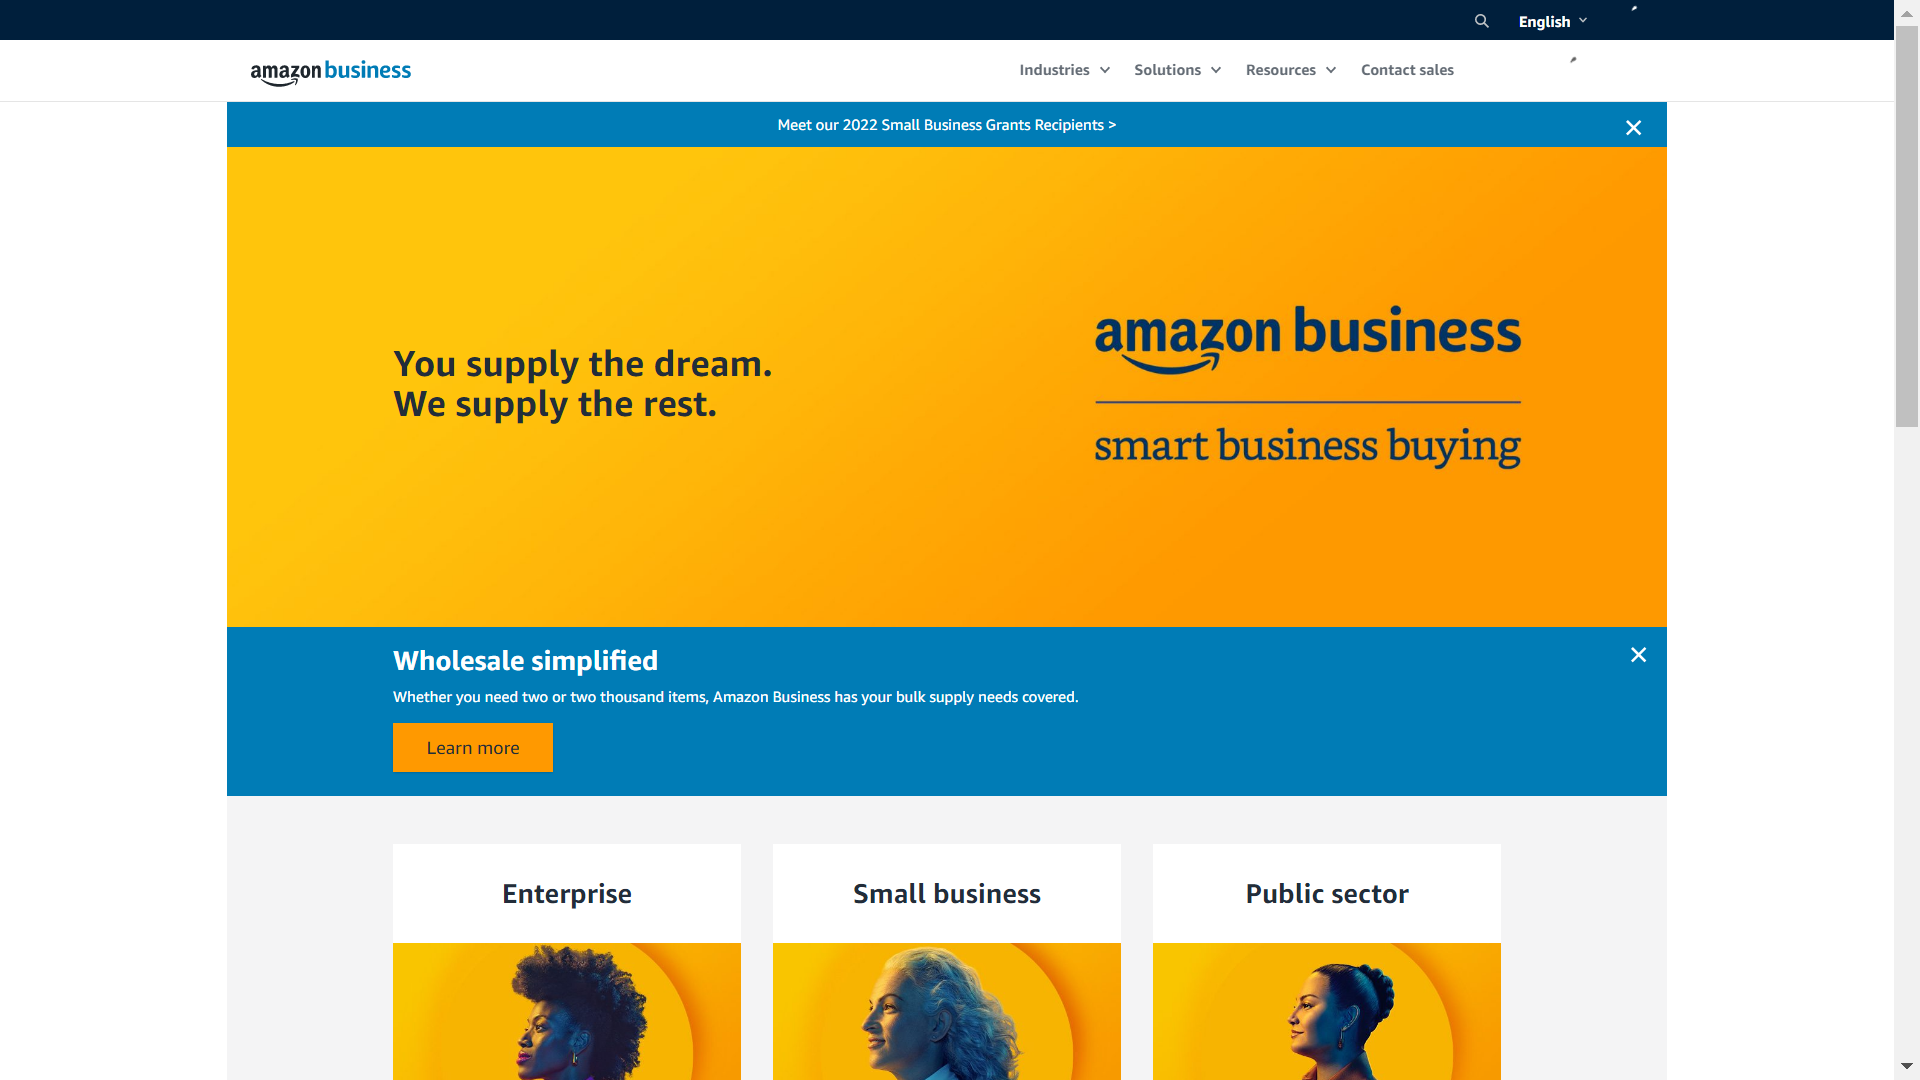 English
amazon business
Industries
Solutions
Resources
Contact sales
Meet our 2022 Small Business Grants Recipients >
You supply the dream.
We supply the rest.
amazon business
smart business buying
Wholesale simplified
Whether you need two or two thousand items, Amazon Business has your bulk supply needs covered.
Learn more
Enterprise
Small business
Public sector